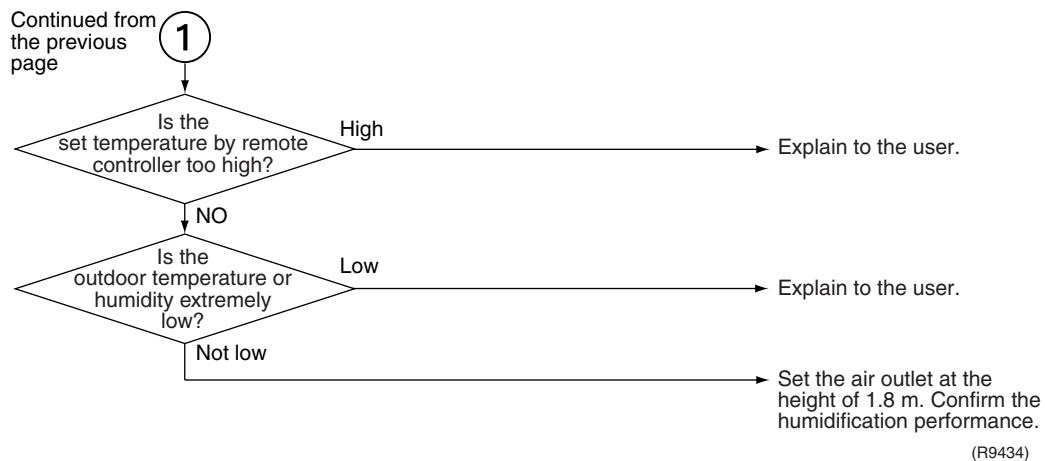 Continued from
the previous
page
1
Is the
set temperature by remote
controller too high?
High
Explain to the user.
NO
Is the
outdoor temperature or
humidity extremely
low?
Low
Explain to the user.
Not low
Set the air outlet at the
height of 1.8 m. Confirm the
humidification performance.
(R9434)